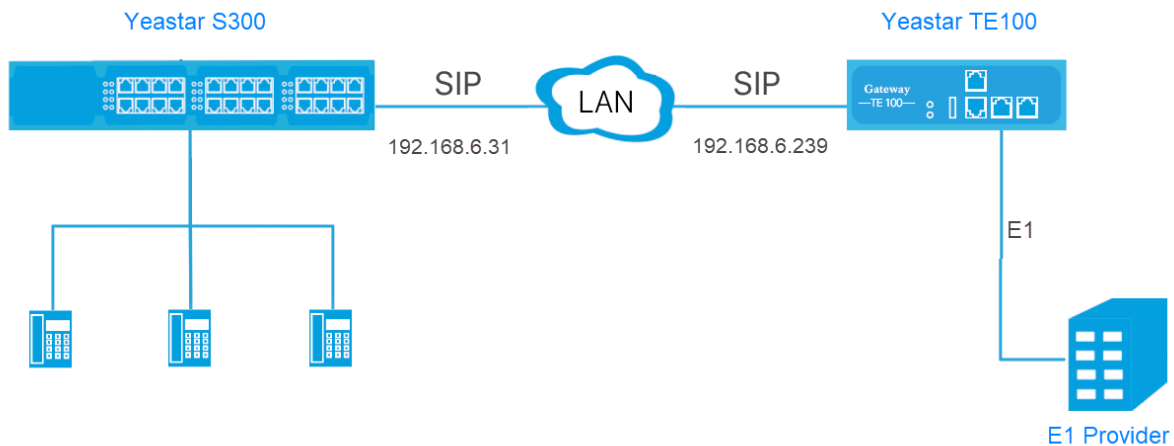 Yeastar S300
Yeastar TE100
SIP
LAN
SIP
Gateway
—TE 100—
192.168.6.31
192.168.6.239
E1
E1 Provider